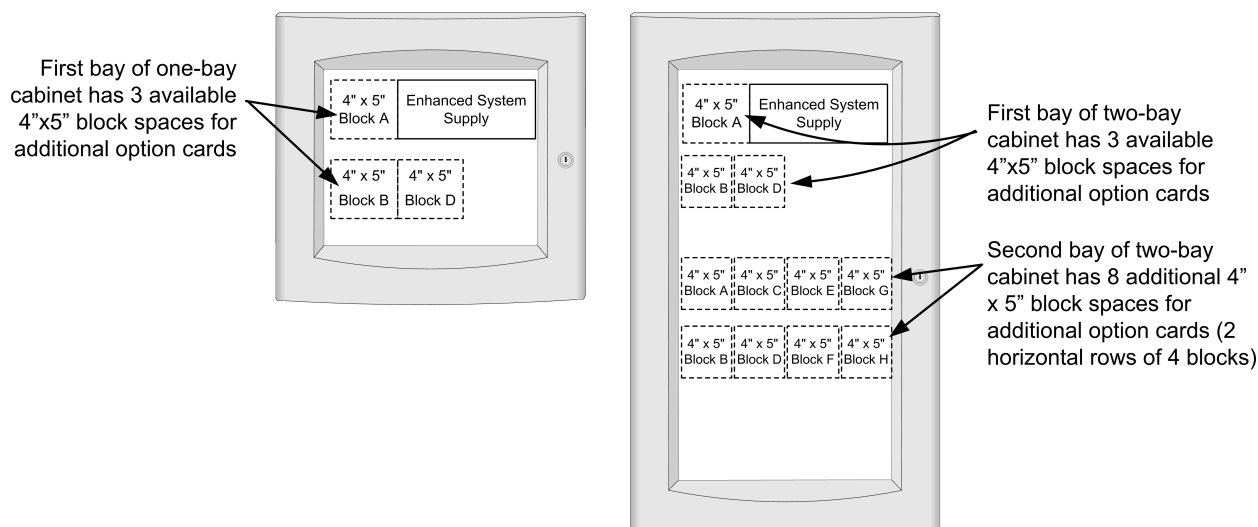 First bay of one-bay
cabinet has 3 available
4”x5” block spaces for
additional option cards
4" x 5"
Block A
Enhanced System
Supply
4" x 5"
Block B
4" x 5"
Block D
4" x 5"
Block A
Enhanced System
Supply
4" x 5"
Block B
4" x 5"
Block D
4" x 5"
Block A
4" x 5"
Block C
4" x 5"
Block E
4" x 5"
Block G
4" x 5"
Block B
4" x 5"
Block D
4" x 5"
Block F
4" x 5"
Block H
First bay of two-bay
cabinet has 3 available
4”x5” block spaces for
additional option cards
Second bay of two-bay
cabinet has 8 additional 4”
x 5” block spaces for
additional option cards (2
horizontal rows of 4 blocks)